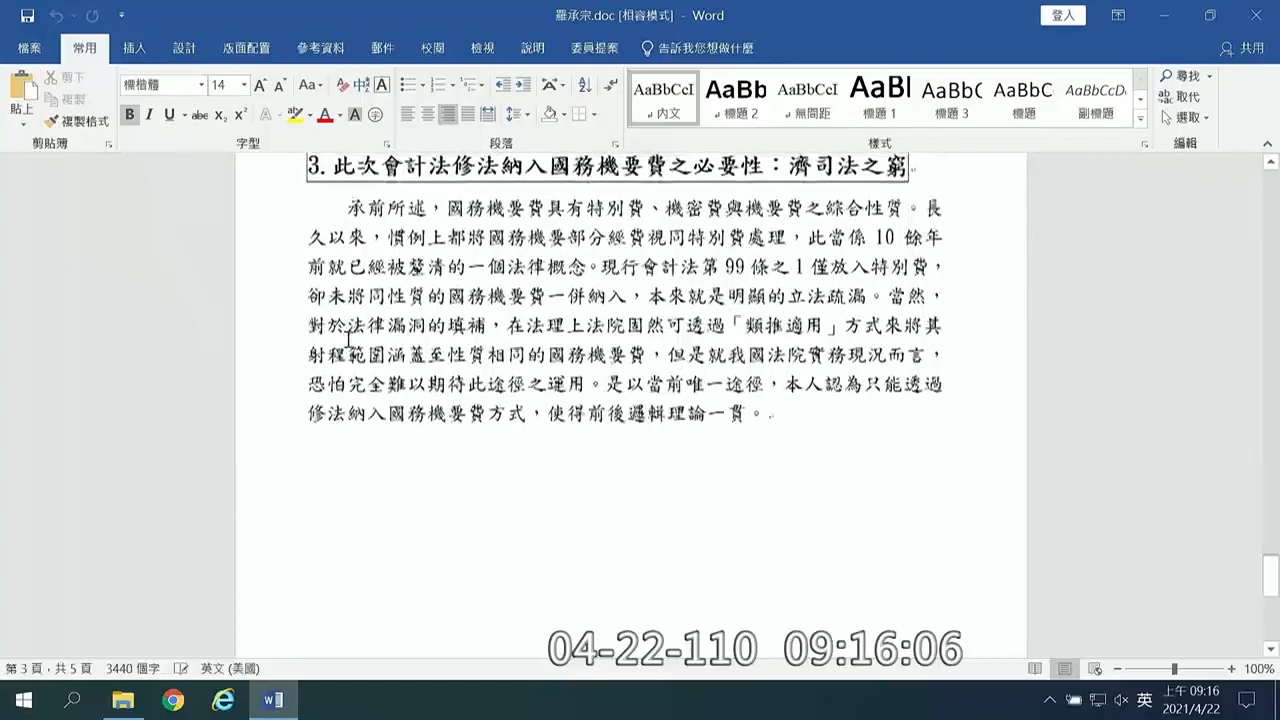 羅承宗.doc [相容模式] - Word
登入
檔案 常用 插入 設計 版面配置 參考資料 郵件 校閱 檢視 說明 委員提案 告訴我您想做什麼 共用
貼上 剪下 複製 複製格式
標楷體 14
AaBbCcI AaBb AaBbCcI AaBl AaBbC AaBbC AaBbCcD
內文 標題 2 無間距 標題 1 標題 3 標題 副標題
尋找 取代 選取
剪貼簿 字型 段落 樣式 編輯
3. 此次會計法修法納入國務機要費之必要性：濟司法之窮
承前所述，國務機要費具有特別費、機密費與機要費之綜合性質。長
久以來，慣例上都將國務機要部分經費視同特別費處理，此當係 10 餘年
前就已經被釐清的一個法律概念。現行會計法第 99 條之 1 僅放入特別費，
卻未將同性質的國務機要費一併納入，本來就是明顯的立法疏漏。當然，
對於法律漏洞的填補，在法理上法院固然可透過「類推適用」方式來將其
射程範圍涵蓋至性質相同的國務機要費，但是就我國法院實務現況而言，
恐怕完全難以期待此途徑之運用。是以當前唯一途徑，本人認為只能透過
修法納入國務機要費方式，使得前後邏輯理論一貫。
04-22-110 09:16:06
第 3 頁，共 5 頁 3440 個字 英文 (美國) 100%
英
上午 09:16
2021/4/22